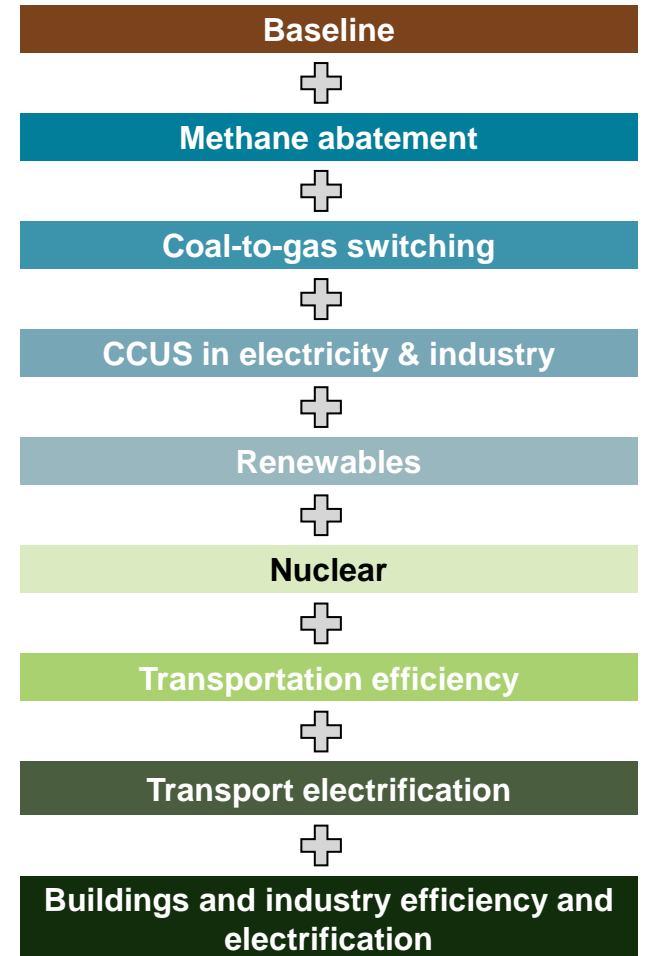 Baseline
Methane abatement
Coal-to-gas switching
CCUS in electricity & industry
Renewables
Nuclear
Transportation efficiency
Transport electrification
Buildings and industry efficiency and
electrification